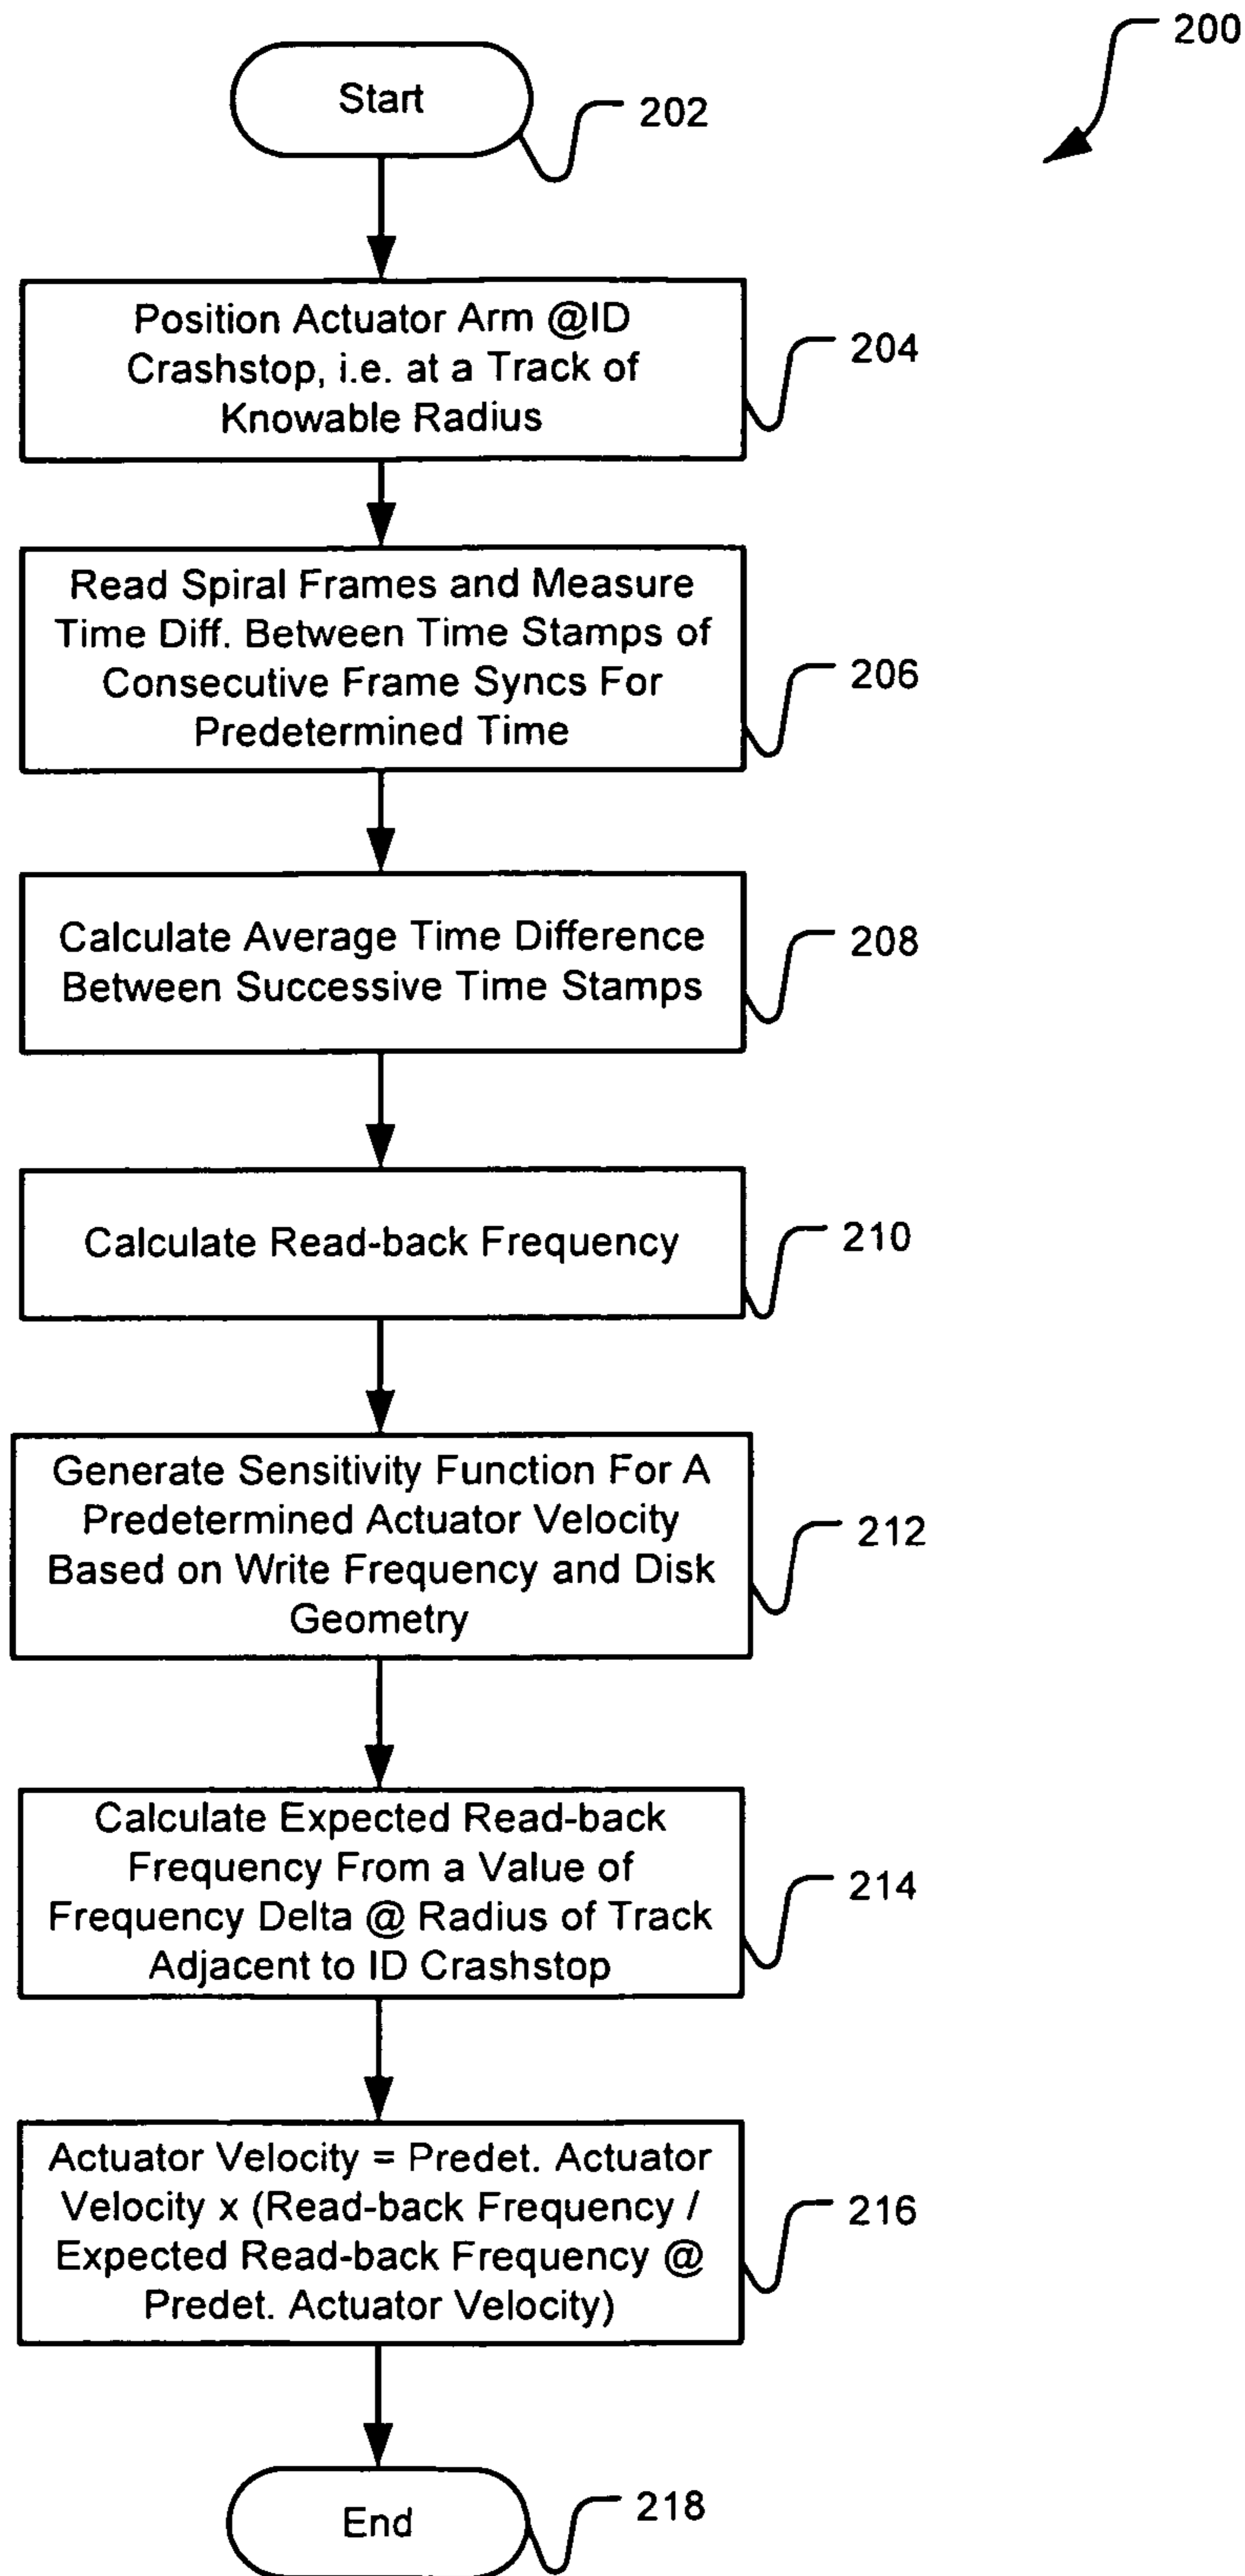 200
Start
202
Position Actuator Arm @ID
Crashstop, i.e. at a Track of
Knowable Radius
204
Read Spiral Frames and Measure
Time Diff. Between Time Stamps of
Consecutive Frame Syncs For
Predetermined Time
206
Calculate Average Time Difference
Between Successive Time Stamps
208
Calculate Read-back Frequency
210
Generate Sensitivity Function For A
Predetermined Actuator Velocity
Based on Write Frequency and Disk
Geometry
212
Calculate Expected Read-back
Frequency From a Value of
Frequency Delta @ Radius of Track
Adjacent to ID Crashstop
214
Actuator Velocity = Predet. Actuator
Velocity x (Read-back Frequency /
Expected Read-back Frequency @
Predet. Actuator Velocity)
216
End
218